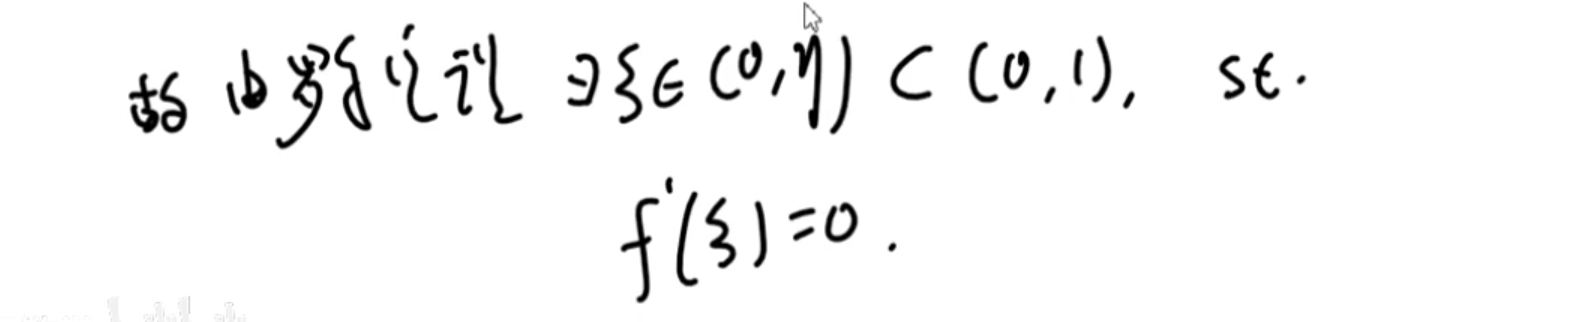 故由罗尔定理 ∃ξ∈(0,η)⊂(0,1), st.
f'(ξ)=0.